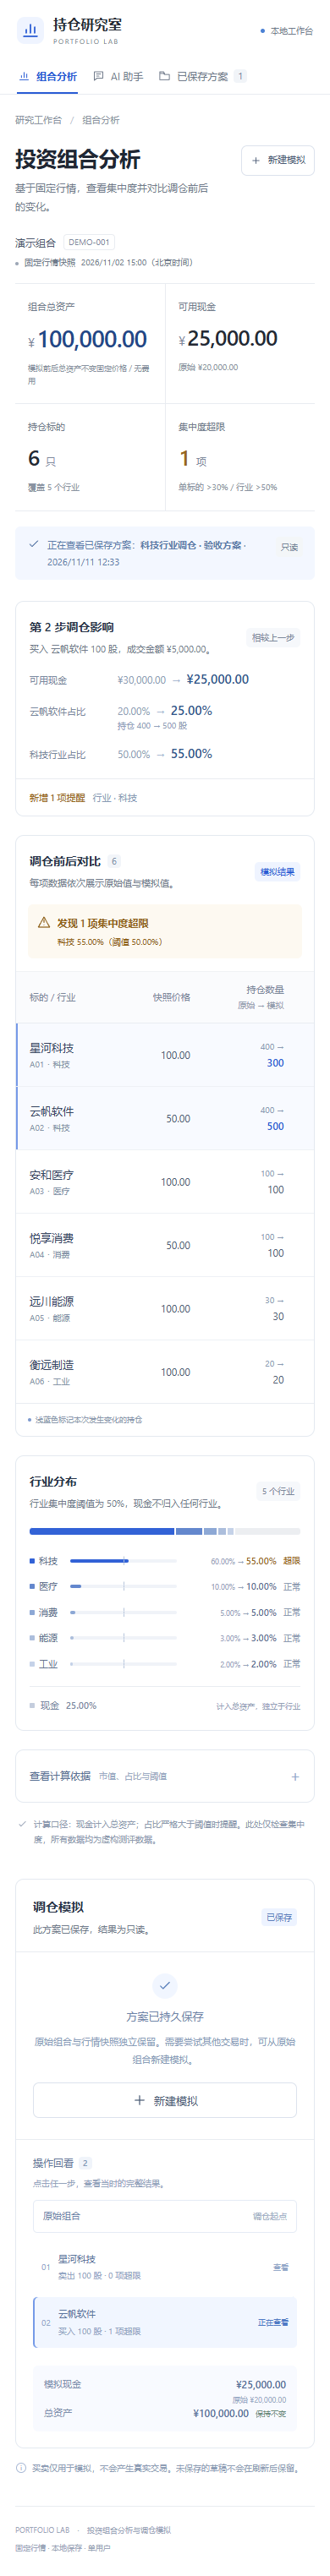 持仓研究室
PORTFOLIO LAB
本地工作台
组合分析
AI 助手
已保存方案 1
研究工作台 / 组合分析
投资组合分析
+ 新建模拟
基于固定行情，查看集中度并对比调仓前后
的变化。
演示组合 DEMO-001
固定行情快照 2026/11/02 15:00（北京时间）
组合总资产
¥100,000.00
模拟前后总资产不变固定价格 / 无费
用
可用现金
¥25,000.00
原始 ¥20,000.00
持仓标的
6 只
覆盖 5 个行业
集中度超限
1 项
单标的 >30% / 行业 >50%
正在查看已保存方案：科技行业调仓 · 验收方案 ·
2026/11/11 12:33
只读
第 2 步调仓影响
买入 云帆软件 100 股，成交金额 ¥5,000.00。
相较上一步
可用现金 ¥30,000.00 → ¥25,000.00
云帆软件占比 20.00% → 25.00%
持仓 400 → 500 股
科技行业占比 50.00% → 55.00%
新增 1 项提醒 行业 · 科技
调仓前后对比 6
每项数据依次展示原始值与模拟值。
模拟结果
发现 1 项集中度超限
科技 55.00%（阈值 50.00%）
标的 / 行业 快照价格 持仓数量
原始 → 模拟
星河科技
A01 · 科技
100.00
400 →
300
云帆软件
A02 · 科技
50.00
400 →
500
安和医疗
A03 · 医疗
100.00
100 →
100
悦享消费
A04 · 消费
50.00
100 →
100
远川能源
A05 · 能源
100.00
30 →
30
衡远制造
A06 · 工业
100.00
20 →
20
浅蓝色标记本次发生变化的持仓
行业分布
行业集中度阈值为 50%，现金不归入任何行业。
5 个行业
科技 60.00% → 55.00% 超限
医疗 10.00% → 10.00% 正常
消费 5.00% → 5.00% 正常
能源 3.00% → 3.00% 正常
工业 2.00% → 2.00% 正常
现金 25.00% 计入总资产，独立于行业
查看计算依据 市值、占比与阈值 +
计算口径：现金计入总资产；占比严格大于阈值时提醒。此处仅检查集中
度，所有数据均为虚构测评数据。
调仓模拟
此方案已保存，结果为只读。
已保存
方案已持久保存
原始组合与行情快照独立保留。需要尝试其他交易时，可从原始
组合新建模拟。
+ 新建模拟
操作回看 2
点击任一步，查看当时的完整结果。
原始组合 调仓起点
01 星河科技
卖出 100 股 · 0 项超限
查看
02 云帆软件
买入 100 股 · 1 项超限
正在查看
模拟现金 ¥25,000.00
原始 ¥20,000.00
总资产 ¥100,000.00 保持不变
买卖仅用于模拟，不会产生真实交易。未保存的草稿不会在刷新后保留。
PORTFOLIO LAB · 投资组合分析与调仓模拟
固定行情 · 本地保存 · 单用户